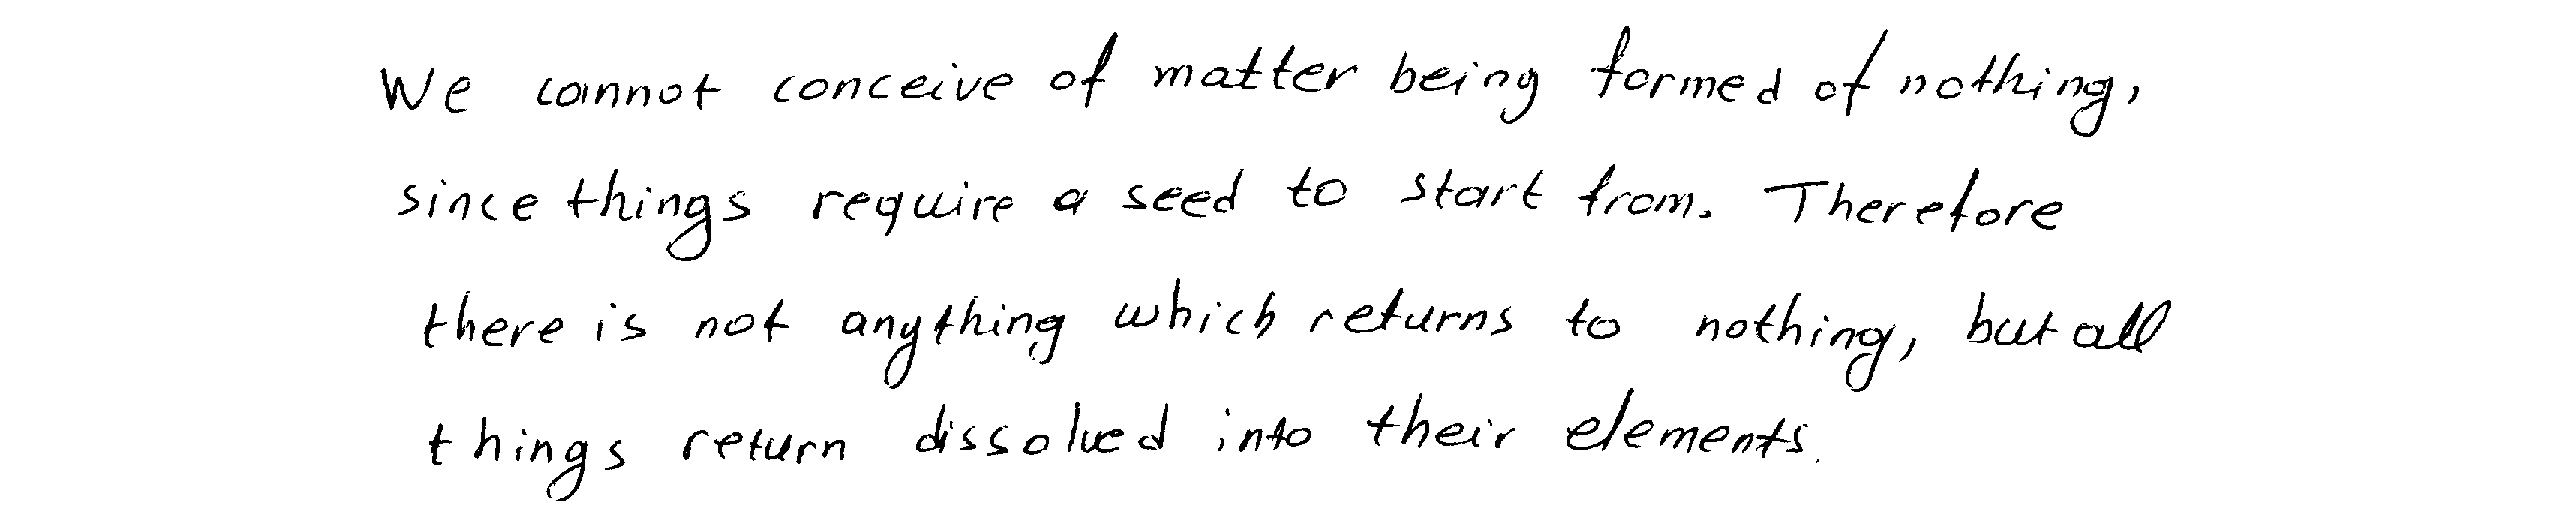 We cannot conceive of matter being formed of nothing,
since things require a seed to start from. Therefore
there is not anything which returns to nothing, but all
things return dissolved into their elements.